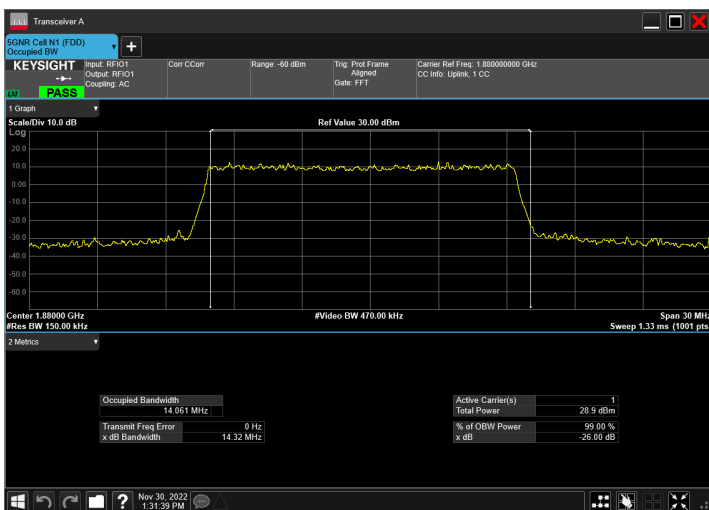 Transceiver A
5GNR Cell N1 (FDD)
Occupied BW
KEYSIGHT
LXI
PASS
Input: RFIO1
Output: RFIO1
Coupling: AC
Corr CCorr
Range: -60 dBm
Trig: Prot Frame
Aligned
Gate: FFT
Carrier Ref Freq: 1.880000000 GHz
CC Info: Uplink, 1 CC
1 Graph
Scale/Div 10.0 dB
Ref Value 30.00 dBm
Log
20.0
10.0
0.00
-10.0
-20.0
-30.0
-40.0
-50.0
-60.0
Center 1.88000 GHz
#Video BW 470.00 kHz
Span 30 MHz
#Res BW 150.00 kHz
Sweep 1.33 ms (1001 pts
2 Metrics
Occupied Bandwidth
14.061 MHz
Transmit Freq Error 0 Hz
x dB Bandwidth 14.32 MHz
Active Carrier(s) 1
Total Power 28.9 dBm
% of OBW Power 99.00 %
x dB -26.00 dB
?
Nov 30, 2022
1:31:39 PM